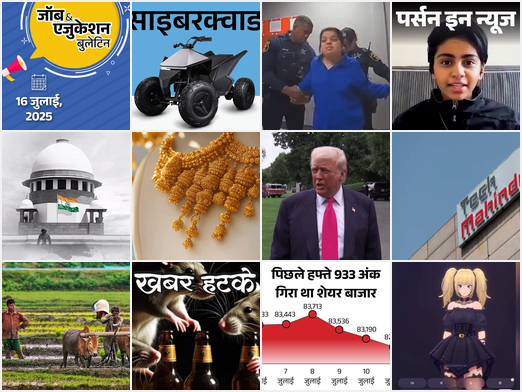 जॉब &
एजुकेशन
बुलेटिन
16 जुलाई,
2025
साइबरक्वाड
पर्सन इन न्यूज
Tech
Mahindra
खबर हटके
पिछले हफ्ते 933 अंक
गिरा था शेयर बाजार
83,443
83,713
83,536
83,190
7
जुलाई
8
जुलाई
9
जुलाई
10
जुलाई